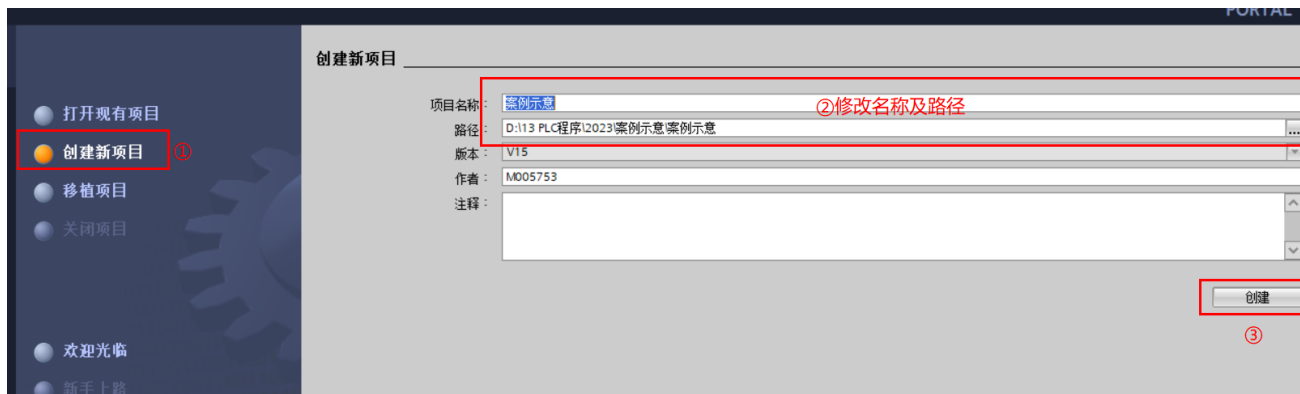 PORTAL
创建新项目
打开现有项目
创建新项目 ①
移植项目
关闭项目
欢迎光临
新手上路
项目名称： 案例示意
②修改名称及路径
路径： D:\13 PLC程序\2023\案例示意\案例示意 ...
版本： V15
作者： M005753
注释：
创建
③